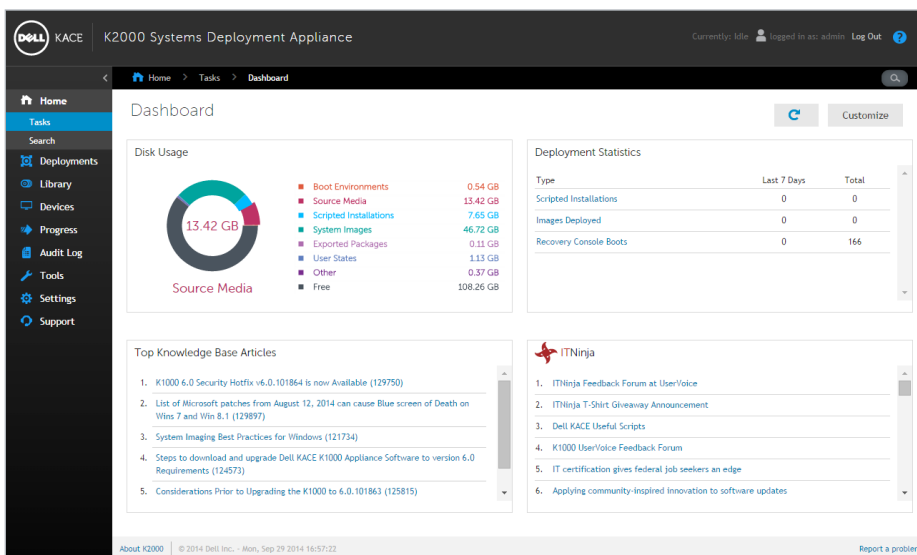 DELL KACE K2000 Systems Deployment Appliance
Currently: Idle logged in as: admin Log Out ?
Home > Tasks > Dashboard
Home
Tasks
Search
Deployments
Library
Devices
Progress
Audit Log
Tools
Settings
Support
Dashboard
Customize
Disk Usage
13.42 GB
Source Media
Boot Environments 0.54 GB
Source Media 13.42 GB
Scripted Installations 7.65 GB
System Images 46.72 GB
Exported Packages 0.11 GB
User States 1.13 GB
Other 0.37 GB
Free 108.26 GB
Deployment Statistics
Type Last 7 Days Total
Scripted Installations 0 0
Images Deployed 0 0
Recovery Console Boots 0 166
Top Knowledge Base Articles
1. K1000 6.0 Security Hotfix v6.0.101864 is now Available (129750)
2. List of Microsoft patches from August 12, 2014 can cause Blue screen of Death on
Wins 7 and Win 8.1 (129897)
3. System Imaging Best Practices for Windows (121734)
4. Steps to download and upgrade Dell KACE K1000 Appliance Software to version 6.0
Requirements (124573)
5. Considerations Prior to Upgrading the K1000 to 6.0.101863 (125815)
ITNinja
1. ITNinja Feedback Forum at UserVoice
2. ITNinja T-Shirt Giveaway Announcement
3. Dell KACE Useful Scripts
4. K1000 UserVoice Feedback Forum
5. IT certification gives federal job seekers an edge
6. Applying community-inspired innovation to software updates
About K2000 © 2014 Dell Inc. - Mon, Sep 29 2014 16:57:22
Report a problem